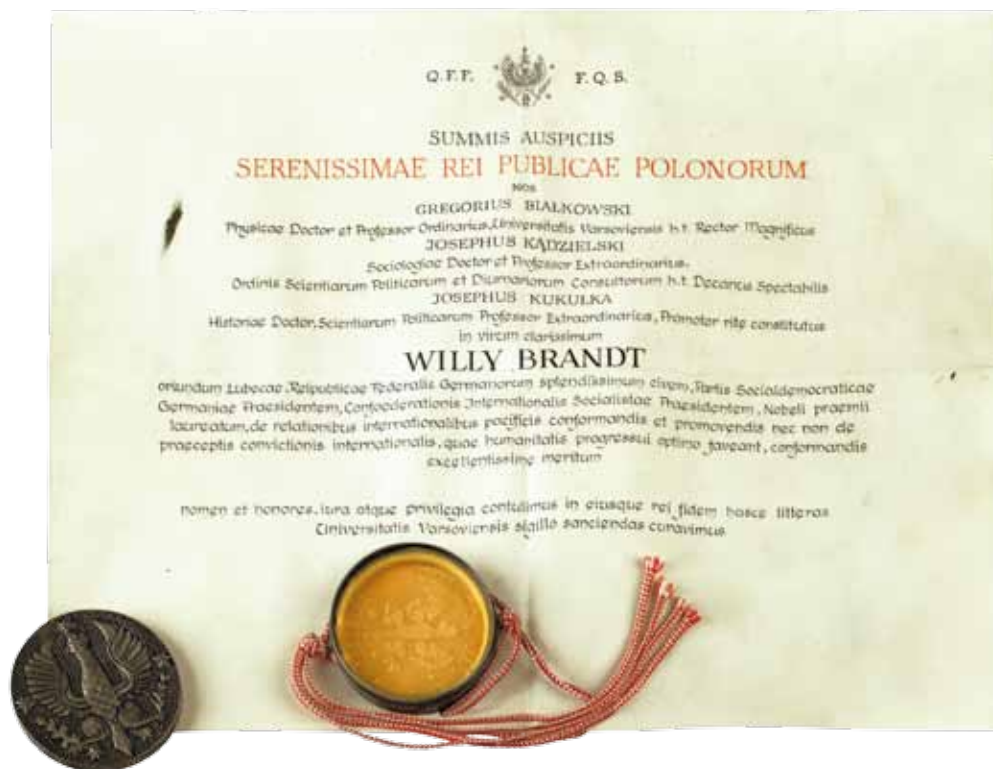 Q.F.F. F.Q.S.
SUMMIS AUSPICIIS
SERENISSIMAE REI PUBLICAE POLONORUM
NOS
GREGORIUS BIAŁKOWSKI
Physicae Doctor et Professor Ordinarius, Universitatis Varsoviensis h.t. Rector Magnificus
JOSEPHUS KĄDZIELSKI
Sociologiae Doctor et Professor Extraordinarius,
Ordinis Scientiarum Politicarum et Diurnariorum Consultorum h.t. Decanus Spectabilis
JOSEPHUS KUKUŁKA
Historiae Doctor, Scientiarum Politicarum Professor Extraordinarius, Promotor rite constitutus
in virum clarissimum
WILLY BRANDT
oriundum Lubecae, Reipublicae Federalis Germanorum splendissimum civem, Partis Socialdemocraticae
Germaniae Praesidentem, Confoederationis Internationalis Socialistae Praesidentem, Nobeli praemii
laureatum, de relationibus internationalibus pacificis conformandis et promovendis nec non de
praeceptis convictionis internationalis, quae humanitatis progressui optimo faveant, conformandis
excellentissime meritum
nomen et honores, iura atque privilegia contulimus in eiusque rei fidem hasce litteras
Universitatis Varsoviensis sigillo sanciendas curavimus